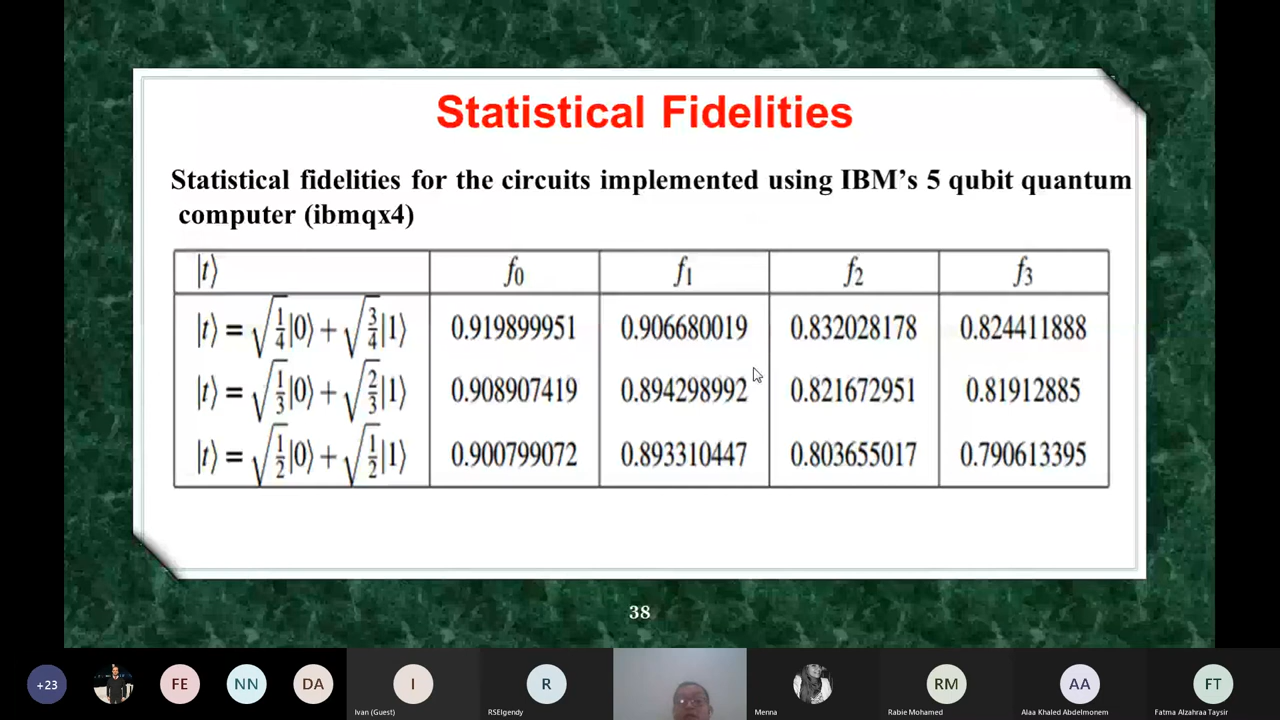 Statistical Fidelities
Statistical fidelities for the circuits implemented using IBM's 5 qubit quantum
computer (ibmqx4)
|t⟩ f₀ f₁ f₂ f₃
|t⟩ = √(1/4)|0⟩ + √(3/4)|1⟩ 0.919899951 0.906680019 0.832028178 0.824411888
|t⟩ = √(1/3)|0⟩ + √(2/3)|1⟩ 0.908907419 0.894298992 0.821672951 0.81912885
|t⟩ = √(1/2)|0⟩ + √(1/2)|1⟩ 0.900799072 0.893310447 0.803655017 0.790613395
38
+23 FE NN DA I R RM AA FT
Ivan (Guest) RSElgendy Menna Rabie Mohamed Alaa Khaled Abdelmonem Fatma Alzahraa Taysir